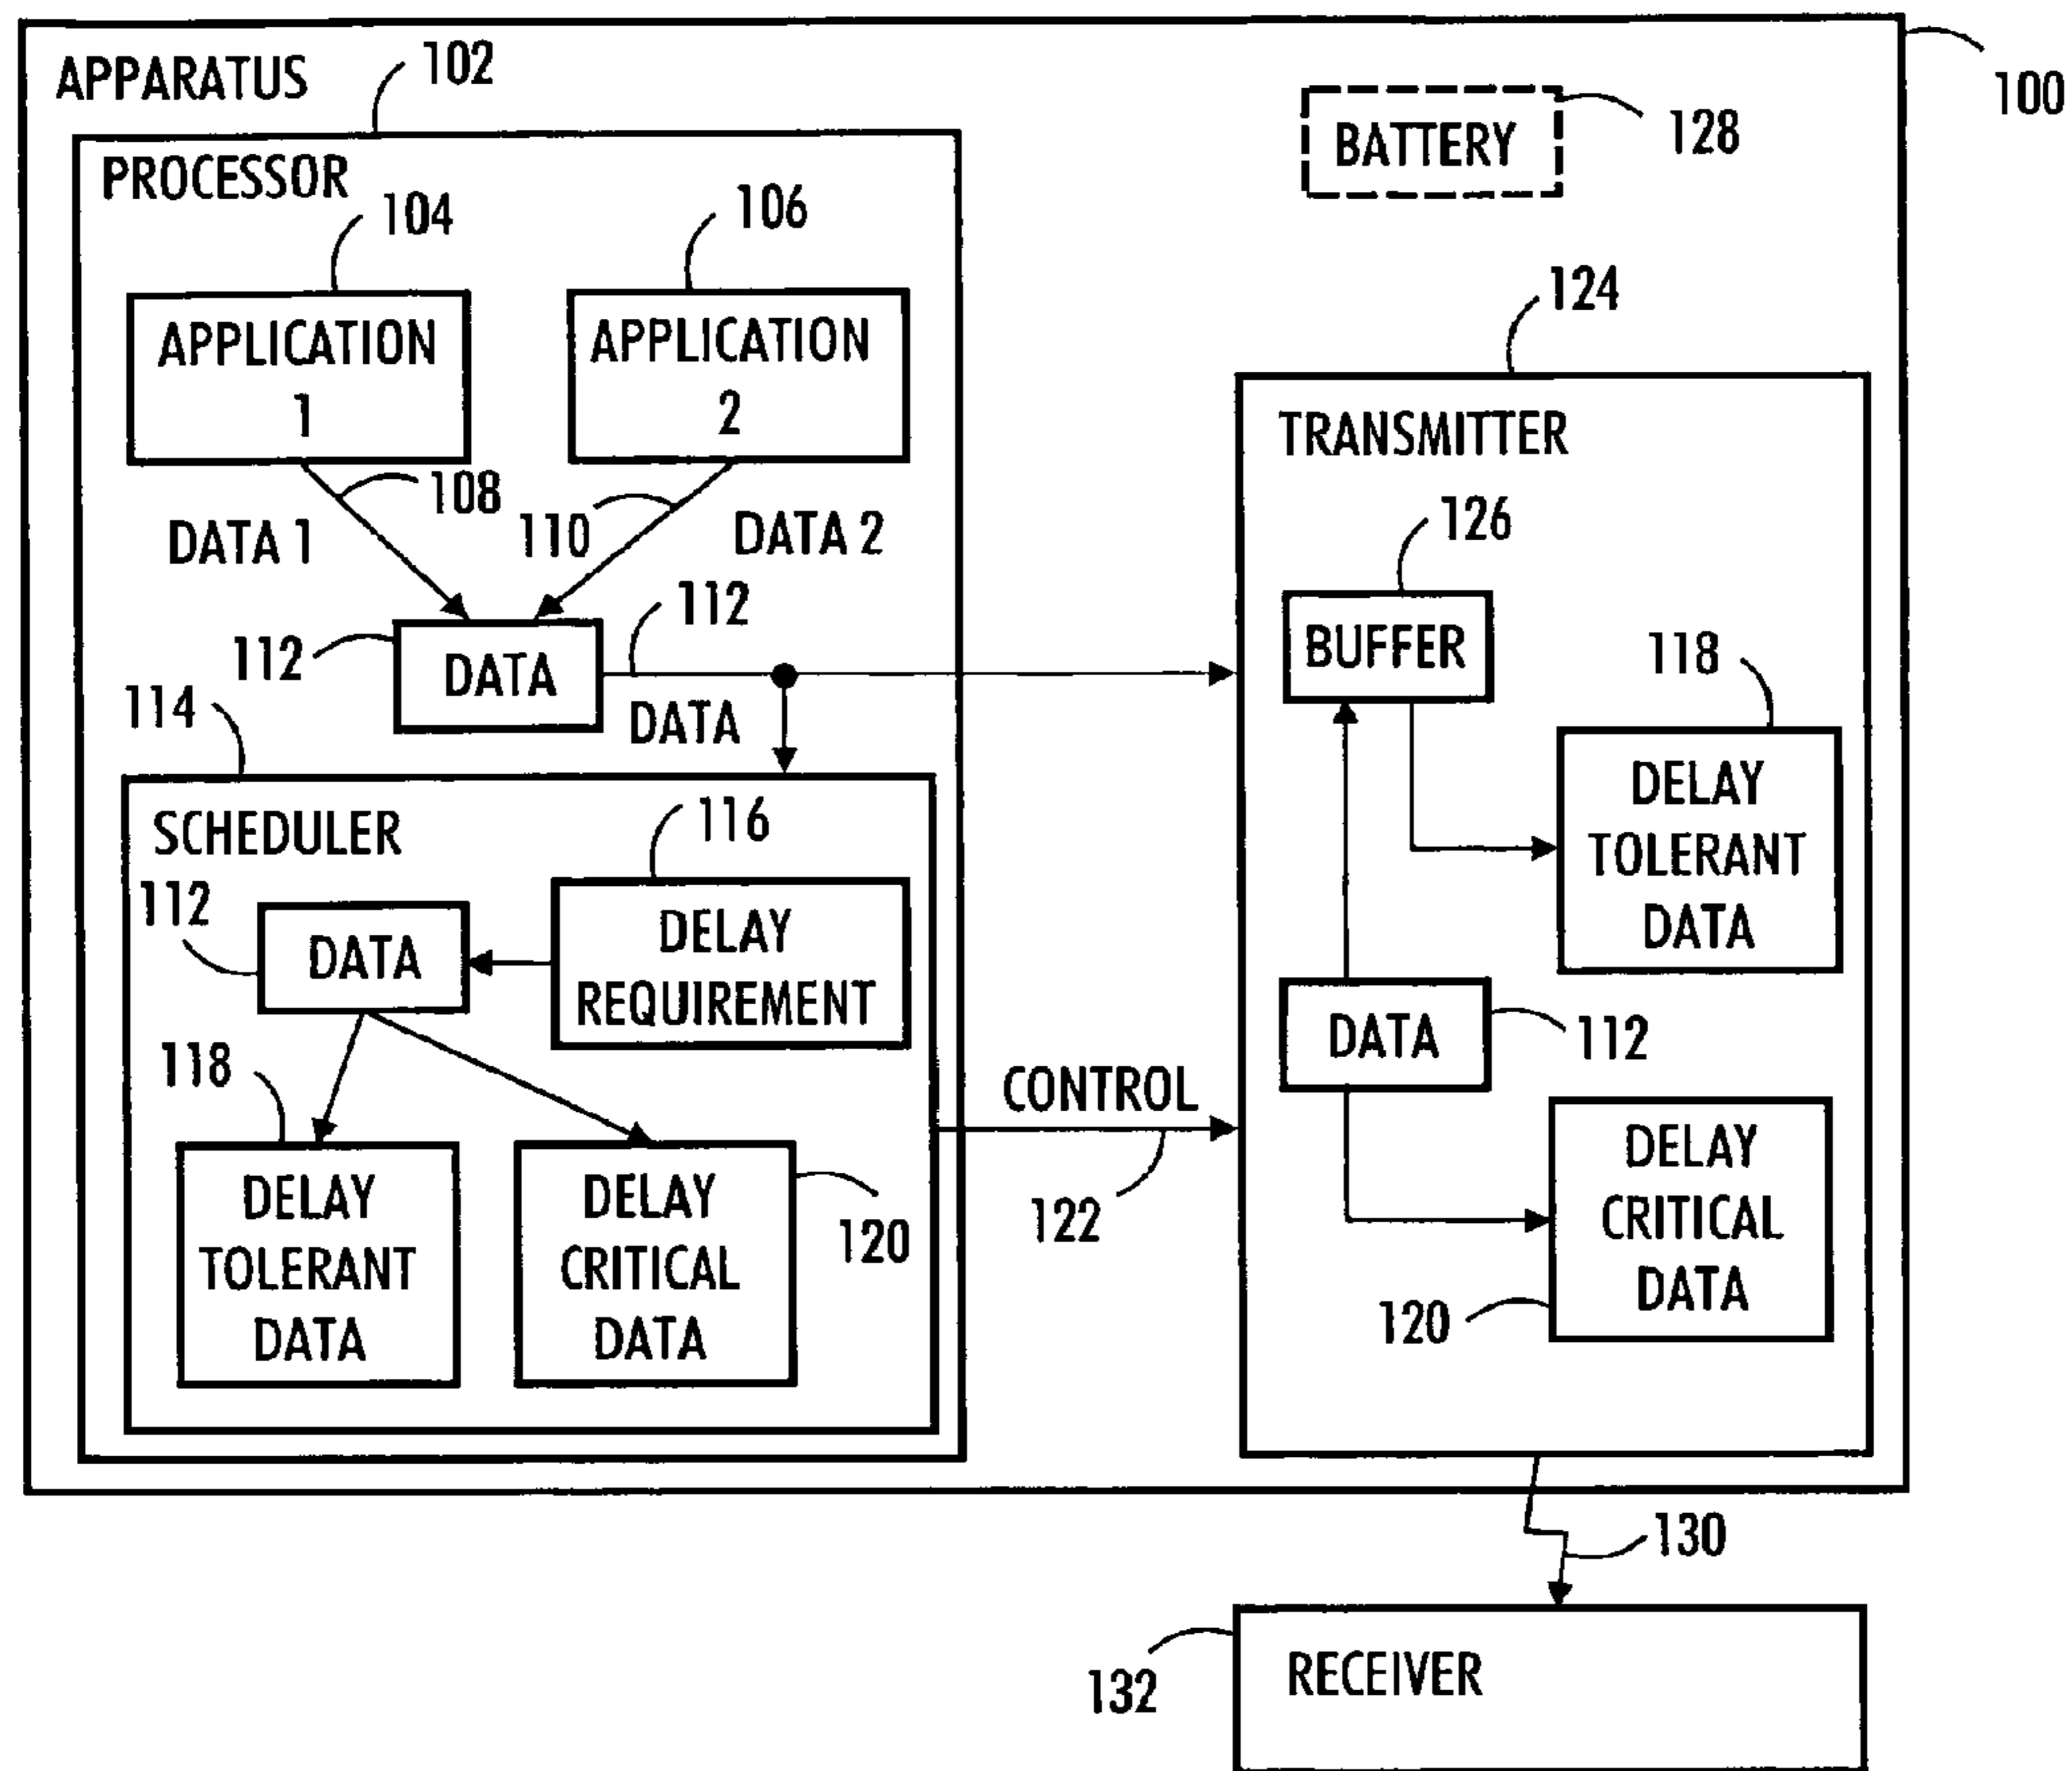 APPARATUS
102
100
BATTERY
128
PROCESSOR
104
106
APPLICATION
1
APPLICATION
2
124
TRANSMITTER
108
110
DATA 1
DATA 2
126
112
112
DATA
DATA
BUFFER
118
114
DELAY
TOLERANT
DATA
SCHEDULER
116
112
DATA
DELAY
REQUIREMENT
DATA
112
118
CONTROL
122
DELAY
TOLERANT
DATA
DELAY
CRITICAL
DATA
120
DELAY
CRITICAL
DATA
120
130
132
RECEIVER